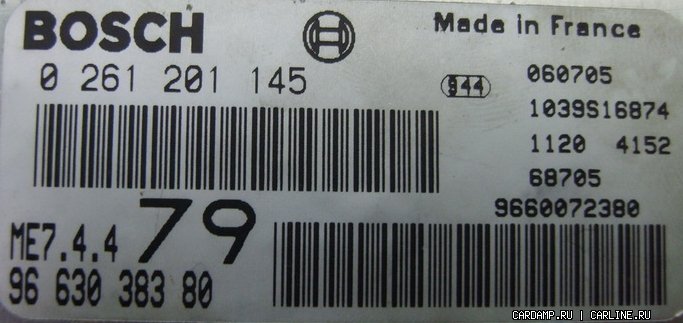 BOSCH
Made in France
0 261 201 145
944
060705
1039S16874
1120 4152
68705
9660072380
ME7.4.4 79
96 630 383 80
CARDAMP.RU | CARLINE.RU